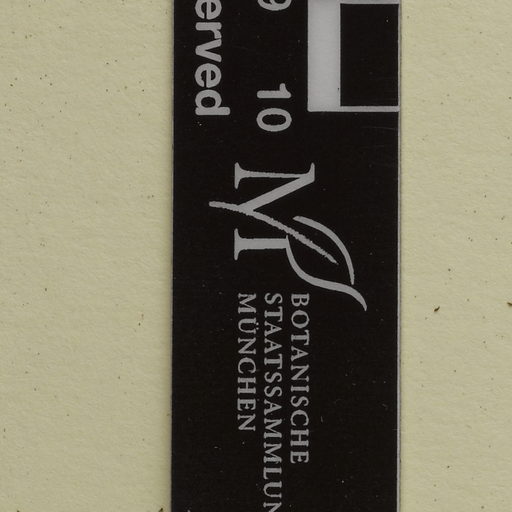 9 10
erved
M
BOTANISCHE
STAATSSAMMLUN
MÜNCHEN